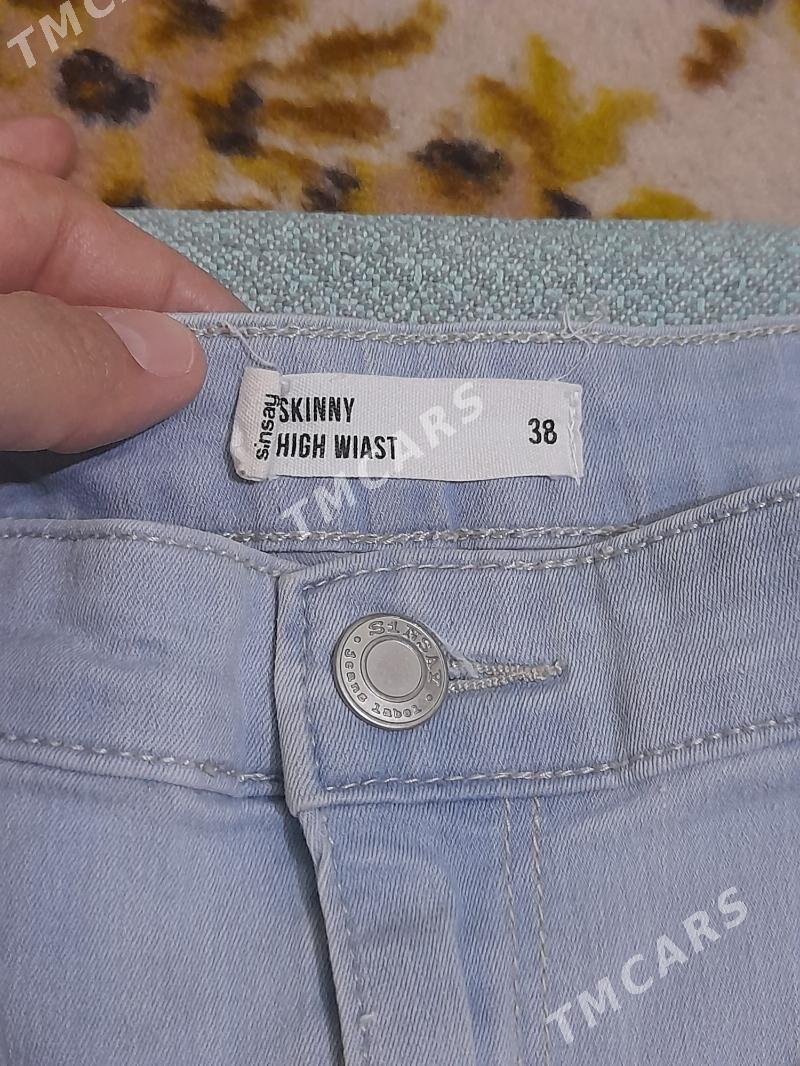 TMCARS
sinsay
SKINNY
HIGH WIAST
38
TMCARS
SiNSAY
jeans label
TMCARS